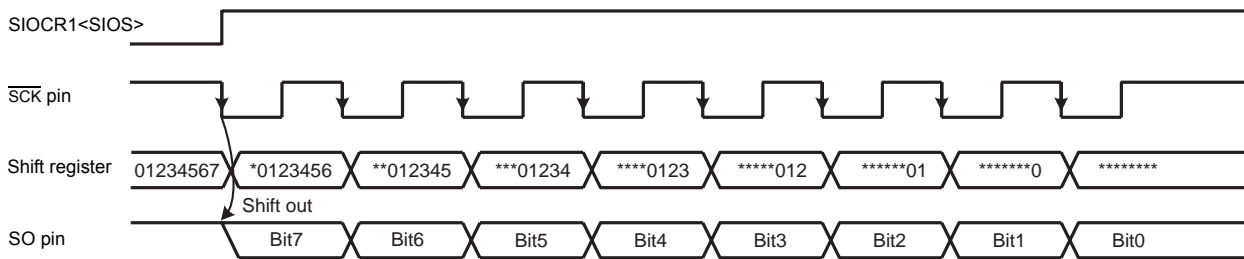 SIOCR1<SIOS>
SCK pin
Shift register 01234567 *0123456 **012345 ***01234 ****0123 *****012 ******01 *******0 ********
Shift out
SO pin Bit7 Bit6 Bit5 Bit4 Bit3 Bit2 Bit1 Bit0